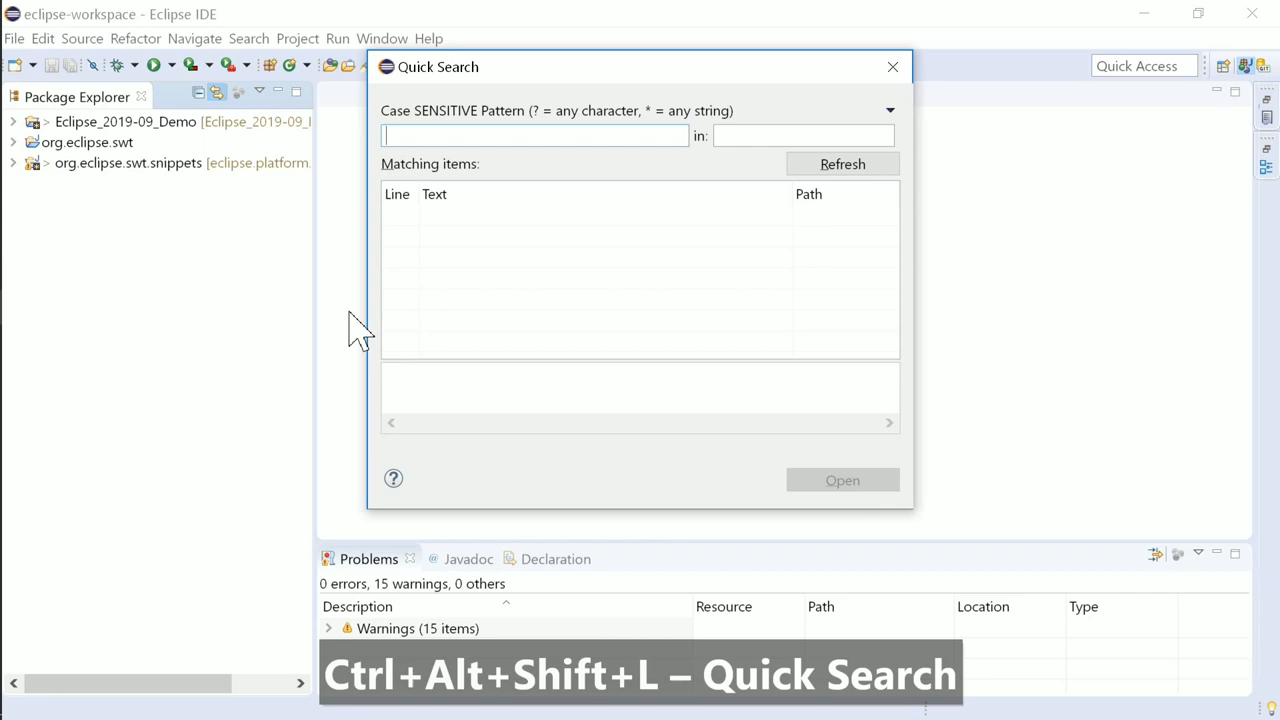 eclipse-workspace - Eclipse IDE
File Edit Source Refactor Navigate Search Project Run Window Help
Quick Access
Package Explorer
Eclipse_2019-09_Demo [Eclipse_2019-09_
org.eclipse.swt
org.eclipse.swt.snippets [eclipse.platform.
Quick Search
Case SENSITIVE Pattern (? = any character, * = any string)
in:
Matching items:
Refresh
Line Text Path
Open
Problems @ Javadoc Declaration
0 errors, 15 warnings, 0 others
Description Resource Path Location Type
Warnings (15 items)
Ctrl+Alt+Shift+L – Quick Search